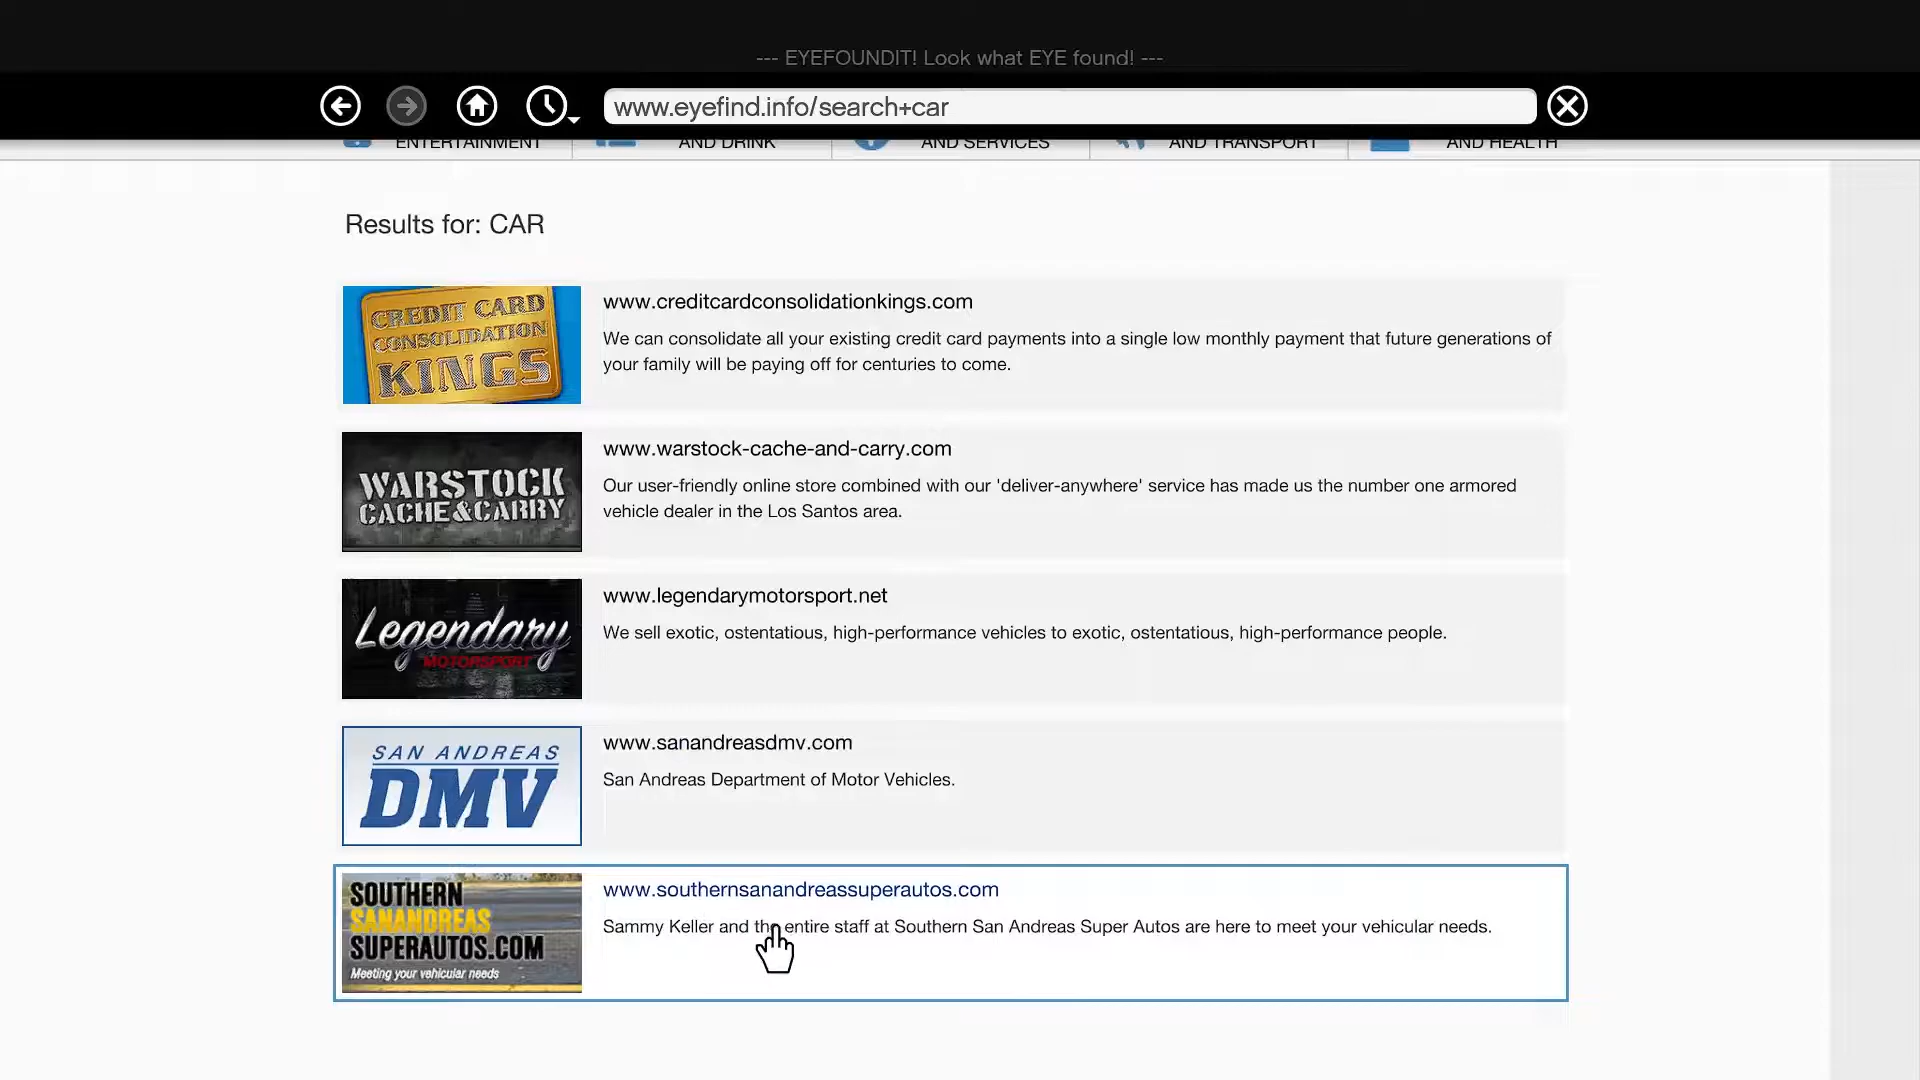 --- EYEFOUNDIT! Look what EYE found! ---
www.eyefind.info/search+car
ENTERTAINMENT
AND DRINK
AND SERVICES
AND TRANSPORT
AND HEALTH
Results for: CAR
CREDIT CARD
CONSOLIDATION
KINGS
www.creditcardconsolidationkings.com
We can consolidate all your existing credit card payments into a single low monthly payment that future generations of
your family will be paying off for centuries to come.
WARSTOCK
CACHE&CARRY
www.warstock-cache-and-carry.com
Our user-friendly online store combined with our 'deliver-anywhere' service has made us the number one armored
vehicle dealer in the Los Santos area.
Legendary
MOTORSPORT
www.legendarymotorsport.net
We sell exotic, ostentatious, high-performance vehicles to exotic, ostentatious, high-performance people.
SAN ANDREAS
DMV
www.sanandreasdmv.com
San Andreas Department of Motor Vehicles.
SOUTHERN
SANANDREAS
SUPERAUTOS.COM
Meeting your vehicular needs
www.southernsanandreassuperautos.com
Sammy Keller and the entire staff at Southern San Andreas Super Autos are here to meet your vehicular needs.